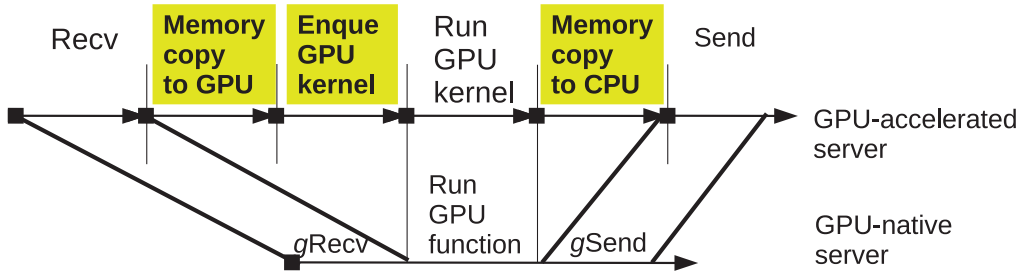 Recv
Memory
copy
to GPU
Enque
GPU
kernel
Run
GPU
kernel
Memory
copy
to CPU
Send
GPU-accelerated
server
gRecv
Run
GPU
function
gSend
GPU-native
server